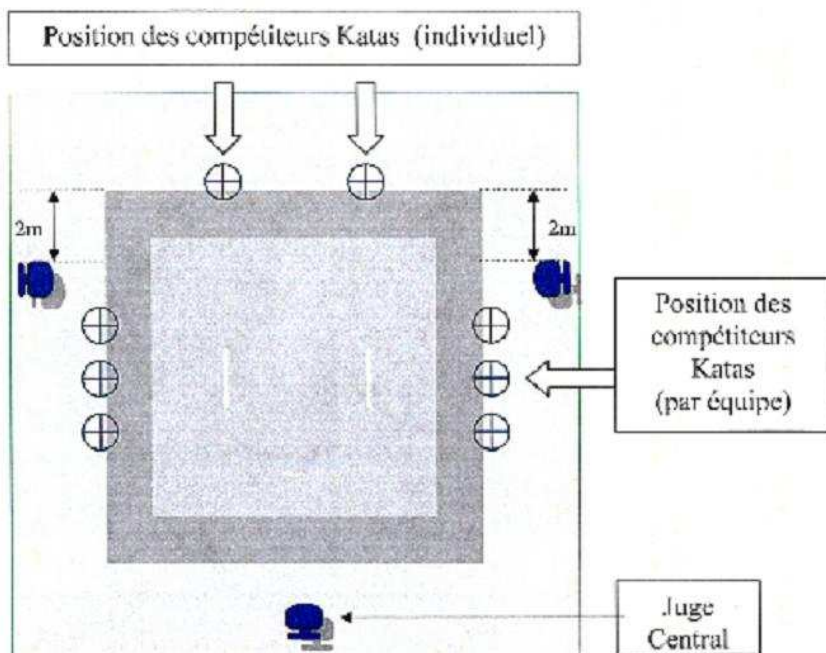 Position des compétiteurs Katas (individuel)
2m
2m
Position des
compétiteurs
Katas
(par équipe)
Juge
Central